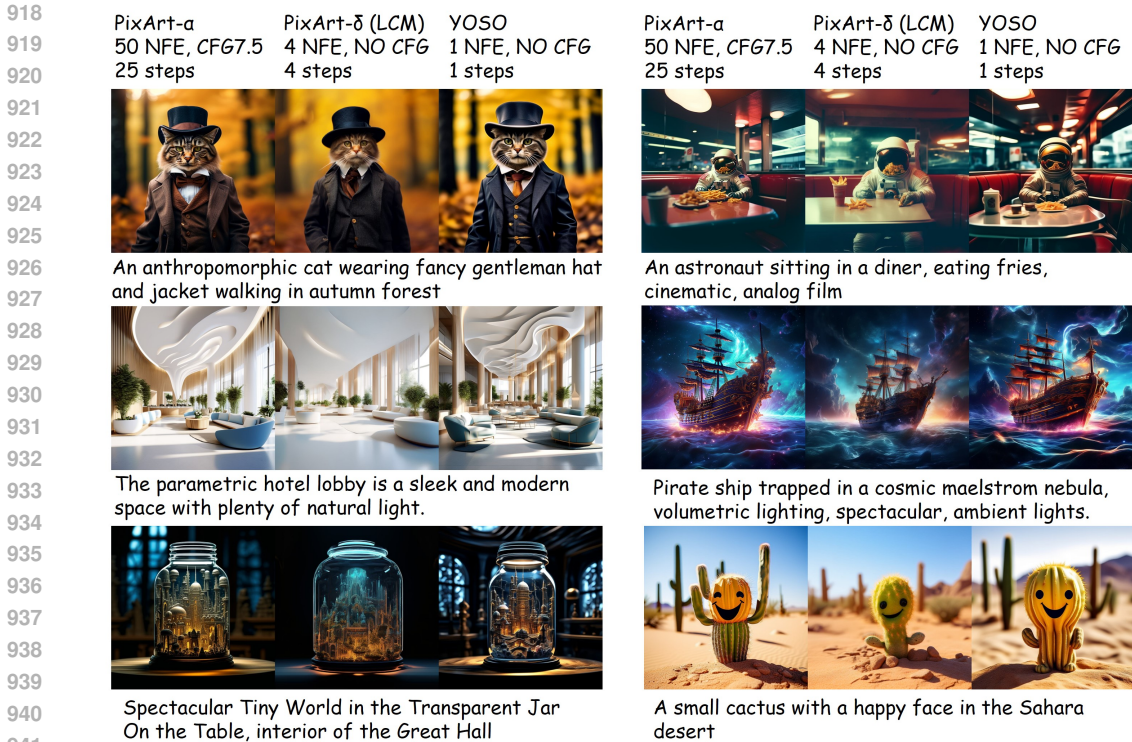 918
919
920
921
922
923
924
925
926
927
928
929
930
931
932
933
934
935
936
937
938
939
940
PixArt-α
50 NFE, CFG7.5
25 steps
PixArt-δ (LCM)
4 NFE, NO CFG
4 steps
YOSO
1 NFE, NO CFG
1 steps
An anthropomorphic cat wearing fancy gentleman hat
and jacket walking in autumn forest
The parametric hotel lobby is a sleek and modern
space with plenty of natural light.
Spectacular Tiny World in the Transparent Jar
On the Table, interior of the Great Hall
PixArt-α
50 NFE, CFG7.5
25 steps
PixArt-δ (LCM)
4 NFE, NO CFG
4 steps
YOSO
1 NFE, NO CFG
1 steps
An astronaut sitting in a diner, eating fries,
cinematic, analog film
Pirate ship trapped in a cosmic maelstrom nebula,
volumetric lighting, spectacular, ambient lights.
A small cactus with a happy face in the Sahara
desert